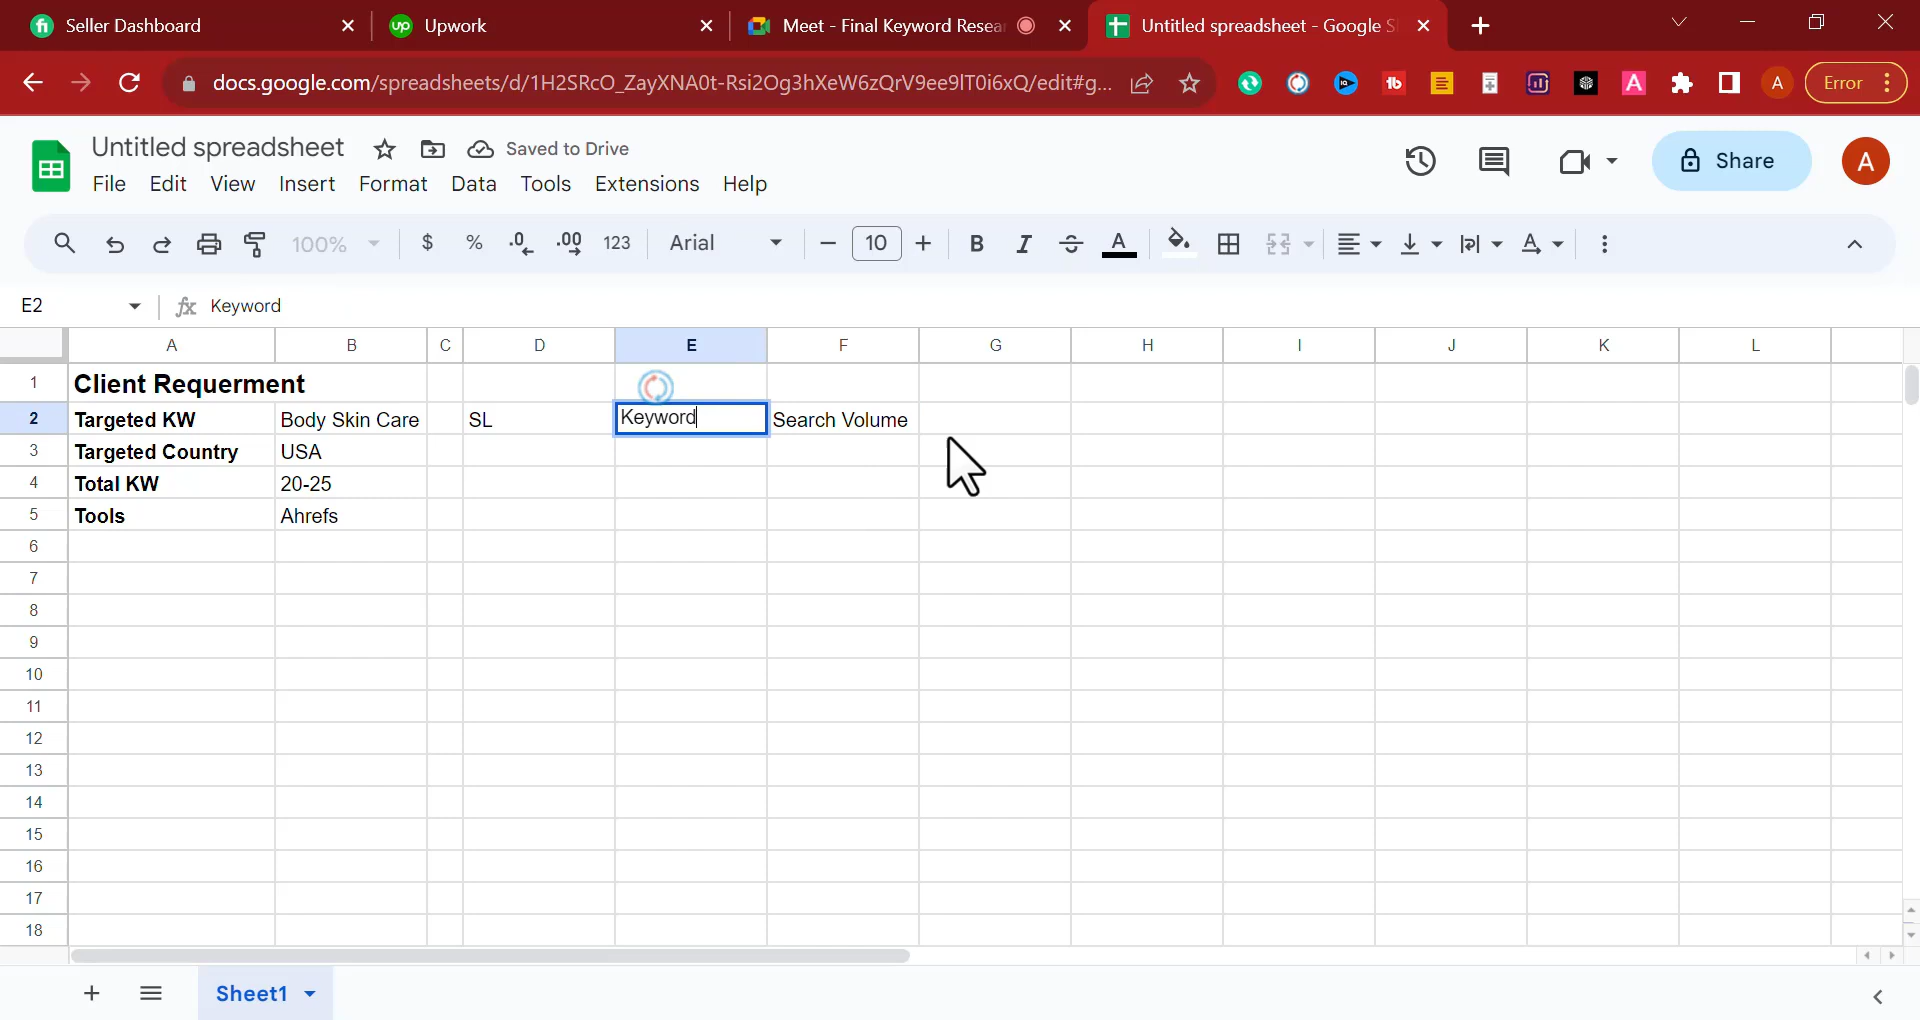 Seller Dashboard
Upwork
Meet - Final Keyword Resea
Untitled spreadsheet - Google S
docs.google.com/spreadsheets/d/1H2SRcO_ZayXNA0t-Rsi2Og3hXeW6zQrV9ee9lT0i6xQ/edit#g...
Error
Untitled spreadsheet
Saved to Drive
File Edit View Insert Format Data Tools Extensions Help
Share
A
100% $ % .0 .00 123 Arial 10 B I S A
E2 fx Keyword
A B C D E F G H I J K L
1 Client Requerment
2 Targeted KW Body Skin Care SL Keyword Search Volume
3 Targeted Country USA
4 Total KW 20-25
5 Tools Ahrefs
6
7
8
9
10
11
12
13
14
15
16
17
18
Sheet1